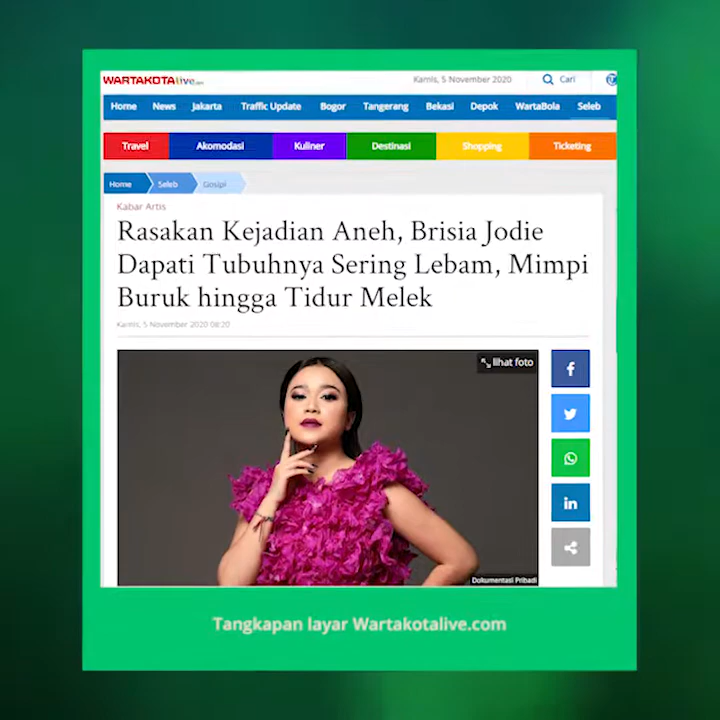 WARTAKOTAlive.com
Kamis, 5 November 2020
Cari
Home News Jakarta Traffic Update Bogor Tangerang Bekasi Depok WartaBola Seleb
Travel Akomodasi Kuliner Destinasi Shopping Ticketing
Home Seleb Gosipi
Kabar Artis
Rasakan Kejadian Aneh, Brisia Jodie
Dapati Tubuhnya Sering Lebam, Mimpi
Buruk hingga Tidur Melek
Kamis, 5 November 2020 08:20
lihat foto
Dokumentasi Pribadi
Tangkapan layar Wartakotalive.com